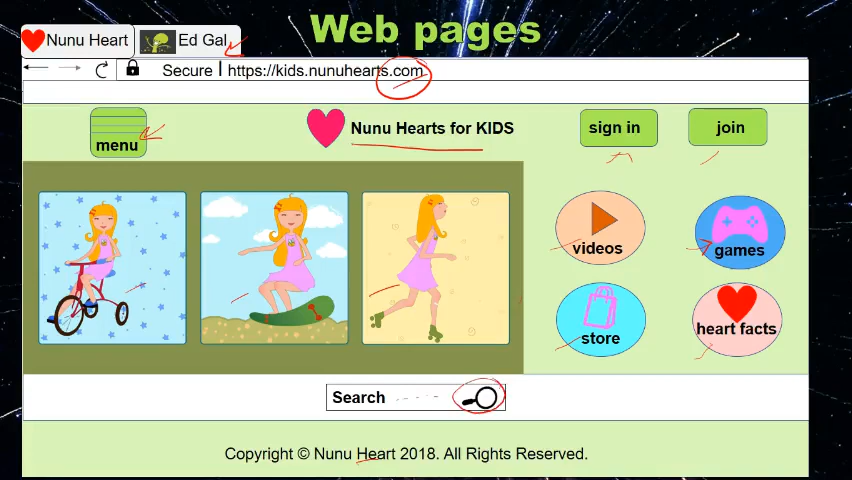 Web pages
Nunu Heart
Ed Gal
Secure | https://kids.nunuhearts.com
menu
Nunu Hearts for KIDS
sign in
join
videos
games
store
heart facts
Search
Copyright © Nunu Heart 2018. All Rights Reserved.